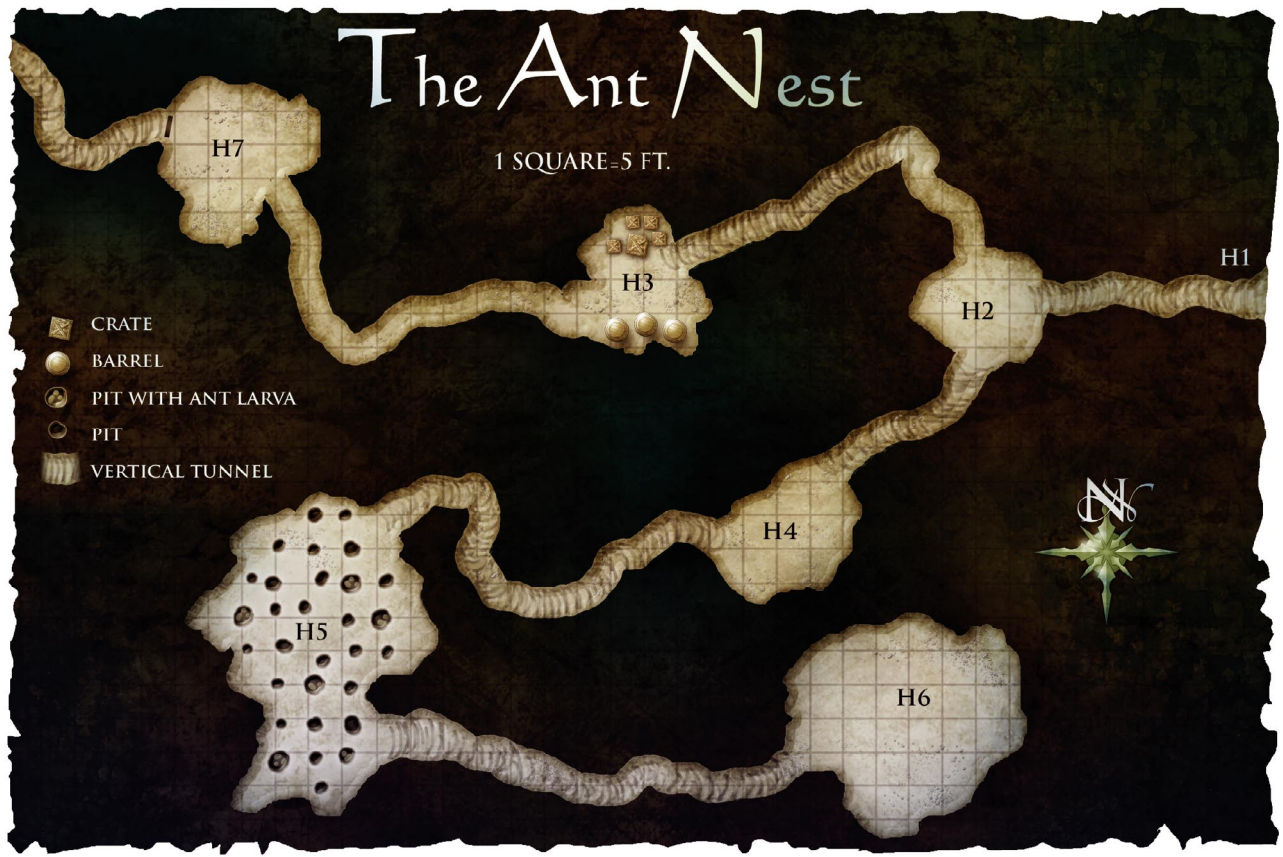 The Ant Nest
1 SQUARE=5 FT.
H7
H3
H2
H1
CRATE
BARREL
PIT WITH ANT LARVA
PIT
VERTICAL TUNNEL
N
H4
H5
H6